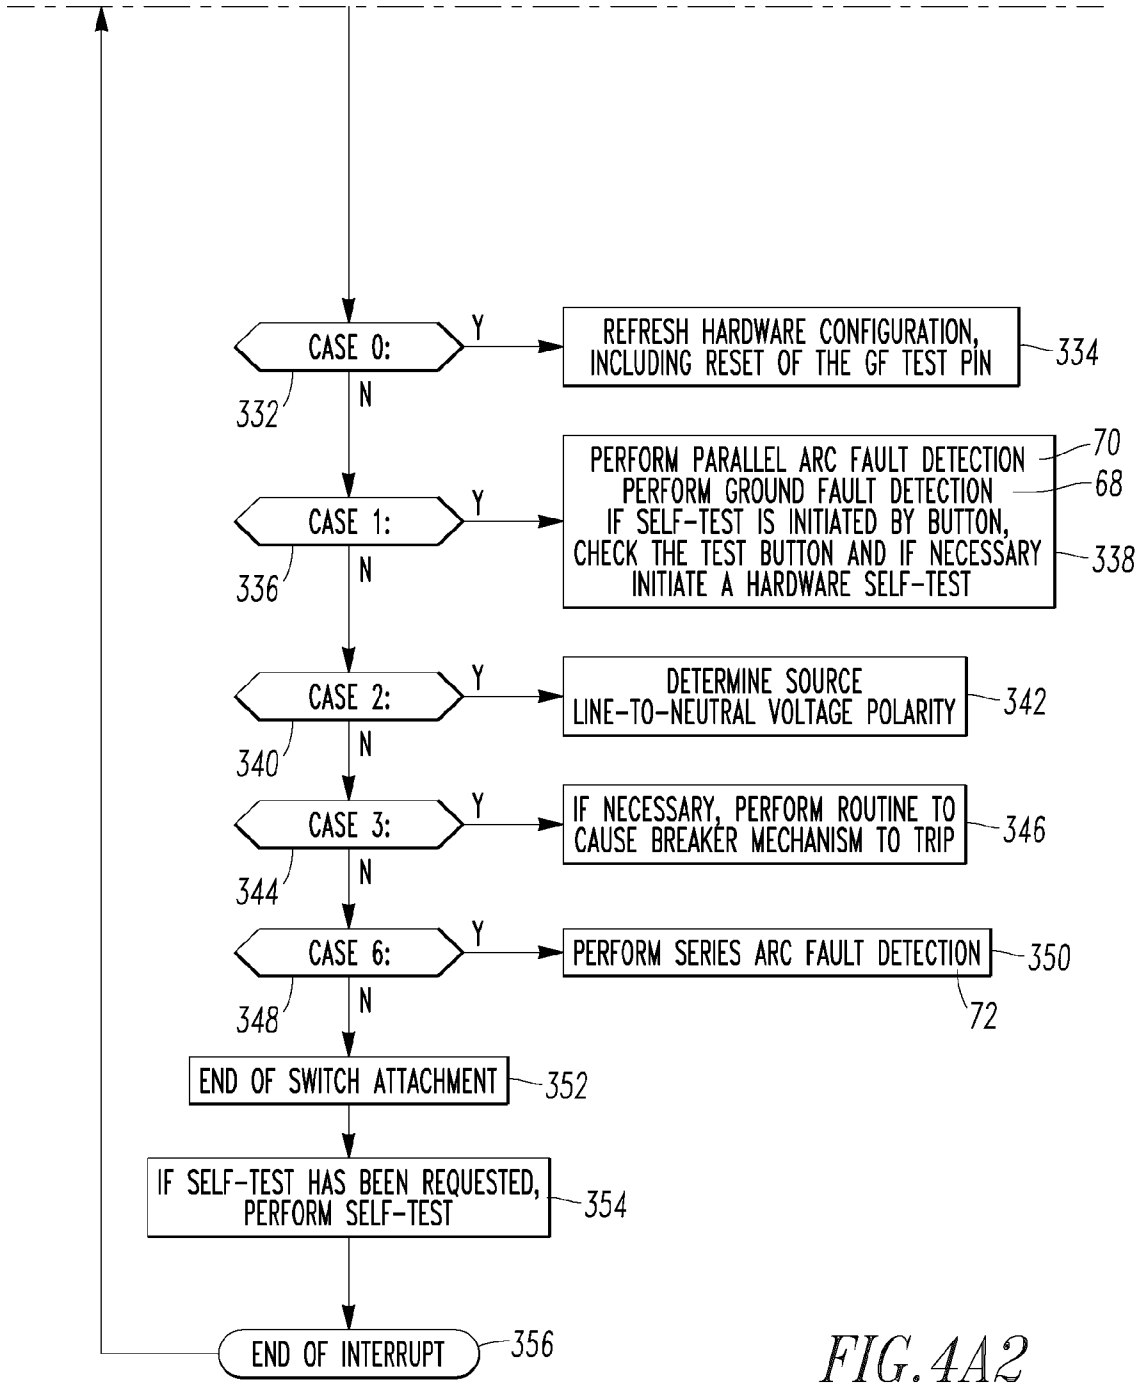 CASE 0:
Y
REFRESH HARDWARE CONFIGURATION,
INCLUDING RESET OF THE GF TEST PIN
334
332
N
CASE 1:
Y
PERFORM PARALLEL ARC FAULT DETECTION
70
PERFORM GROUND FAULT DETECTION
68
IF SELF-TEST IS INITIATED BY BUTTON,
CHECK THE TEST BUTTON AND IF NECESSARY
INITIATE A HARDWARE SELF-TEST
338
336
N
CASE 2:
Y
DETERMINE SOURCE
LINE-TO-NEUTRAL VOLTAGE POLARITY
342
340
N
CASE 3:
Y
IF NECESSARY, PERFORM ROUTINE TO
CAUSE BREAKER MECHANISM TO TRIP
346
344
N
CASE 6:
Y
PERFORM SERIES ARC FAULT DETECTION
350
72
348
N
END OF SWITCH ATTACHMENT
352
IF SELF-TEST HAS BEEN REQUESTED,
PERFORM SELF-TEST
354
END OF INTERRUPT
356
FIG.4A2